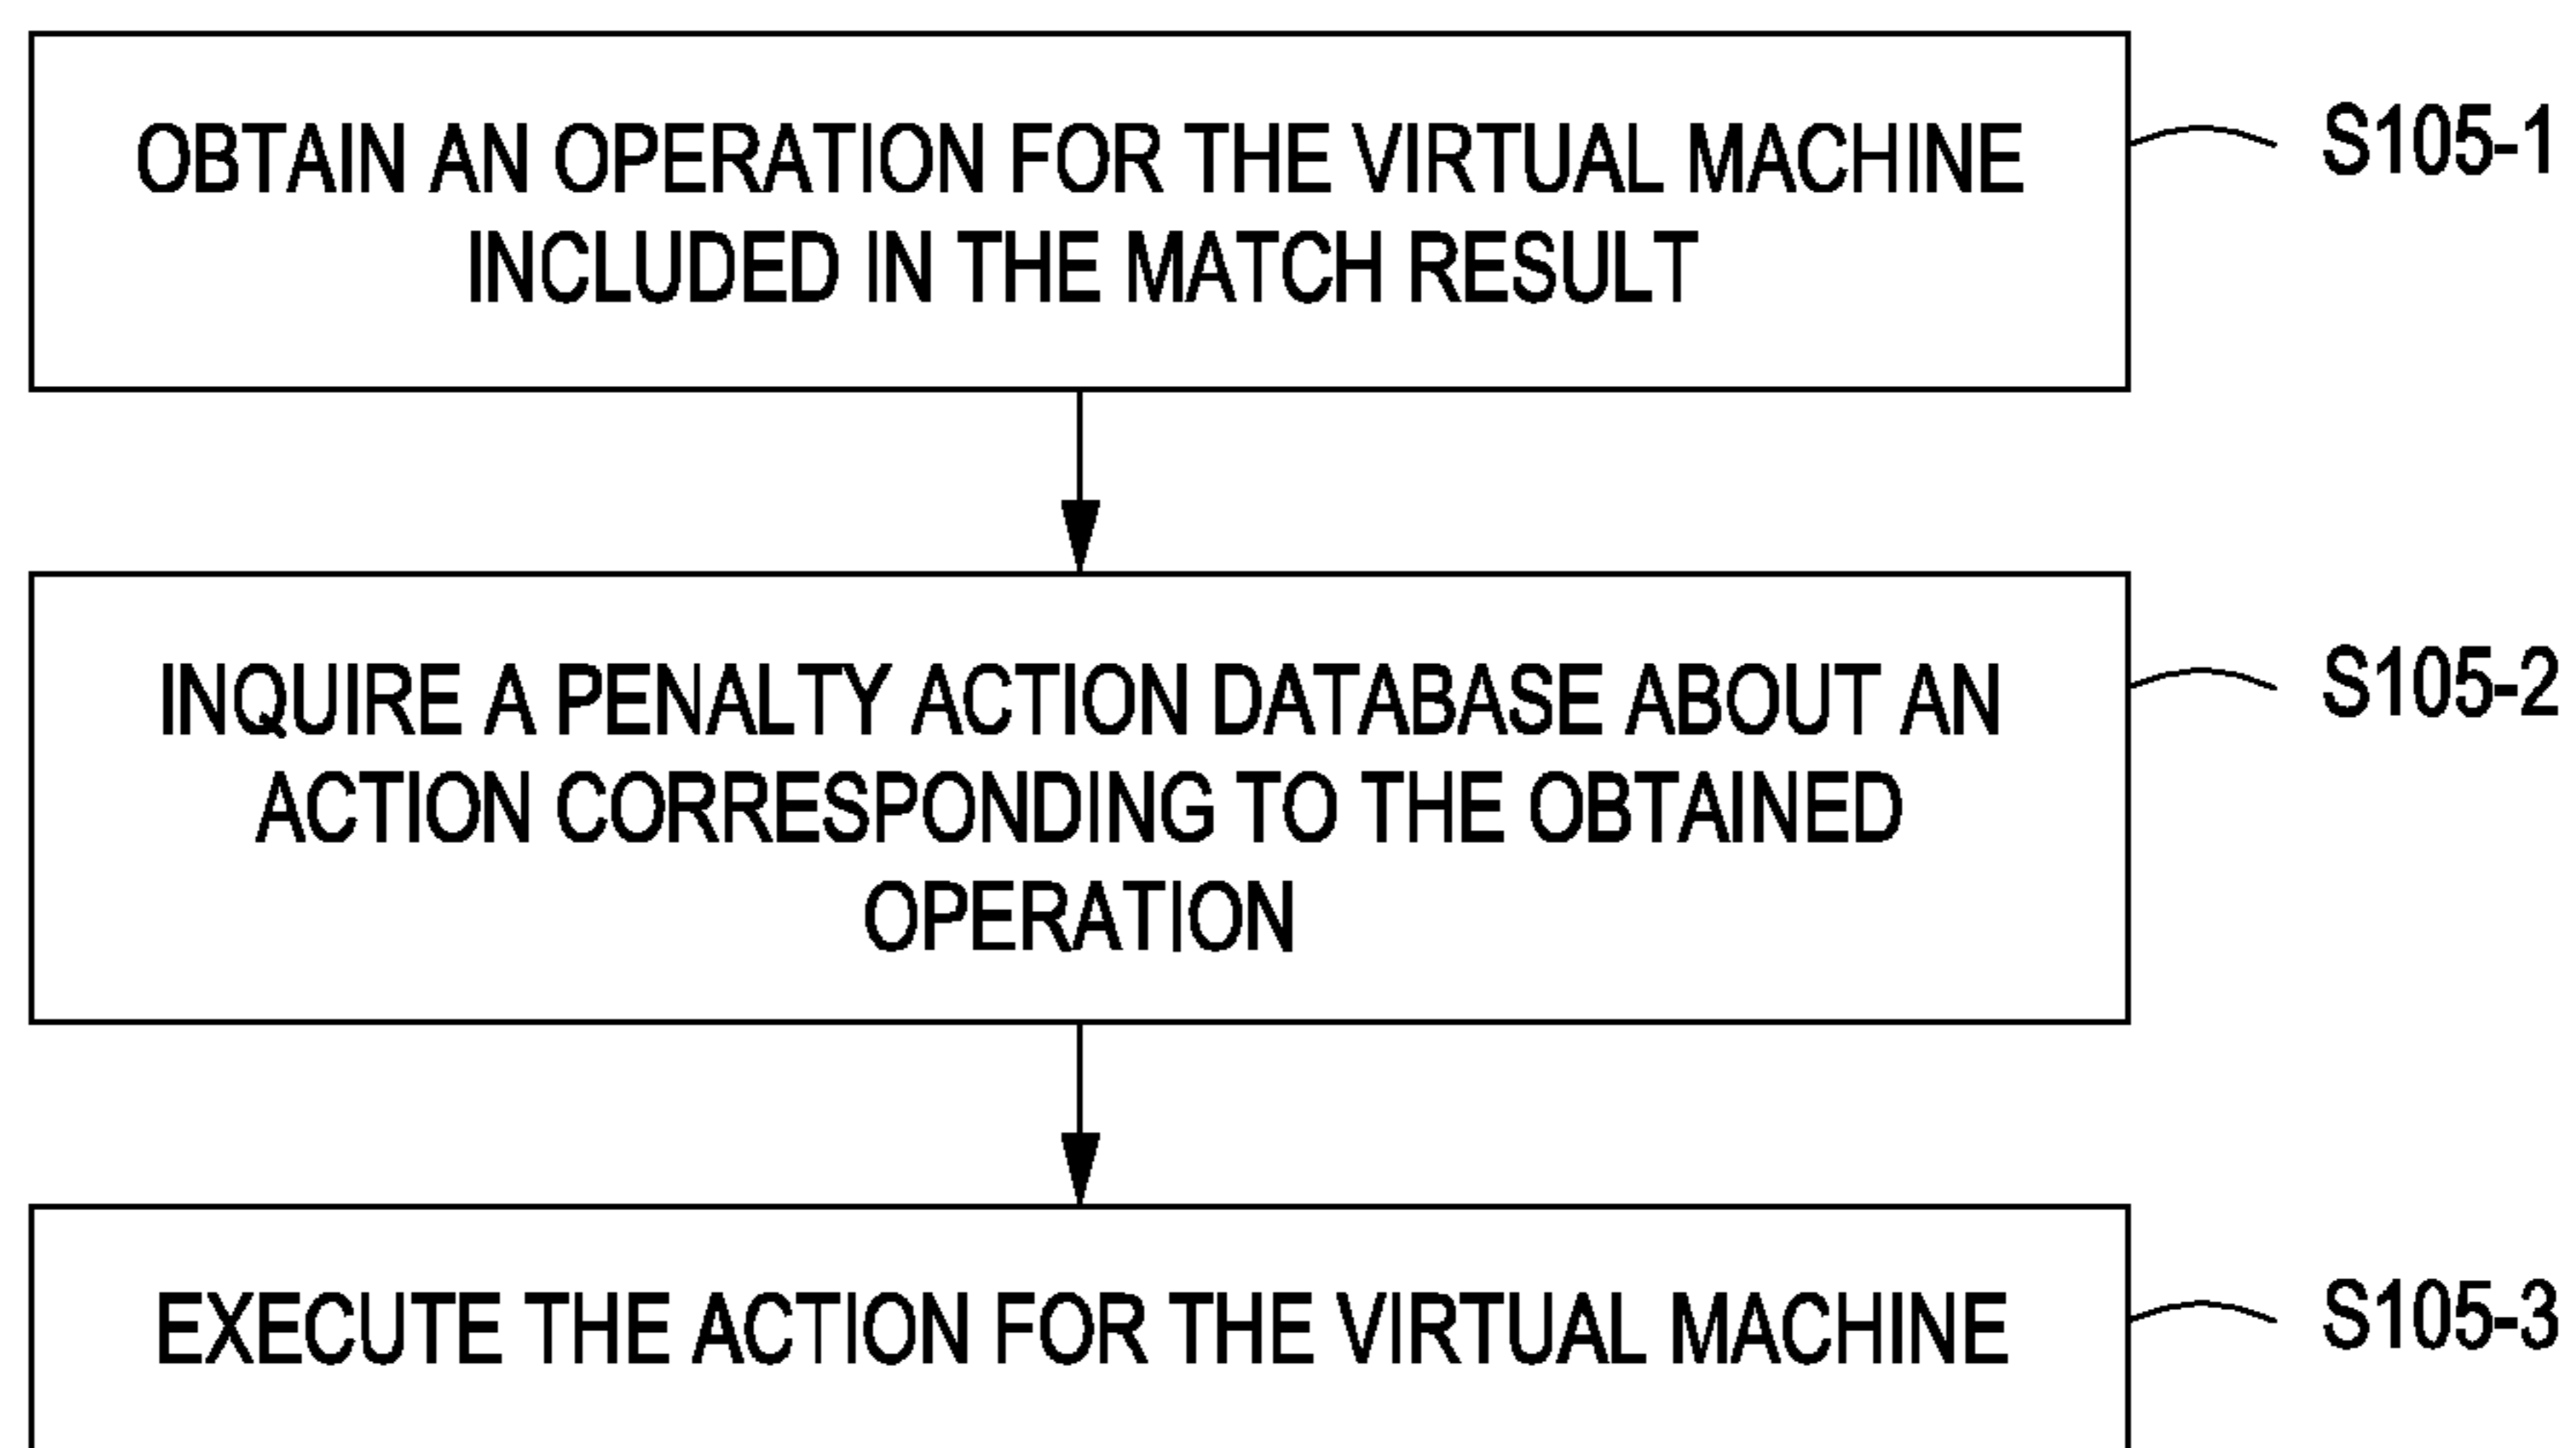 OBTAIN AN OPERATION FOR THE VIRTUAL MACHINE
INCLUDED IN THE MATCH RESULT
S105-1
INQUIRE A PENALTY ACTION DATABASE ABOUT AN
ACTION CORRESPONDING TO THE OBTAINED
OPERATION
S105-2
EXECUTE THE ACTION FOR THE VIRTUAL MACHINE
S105-3